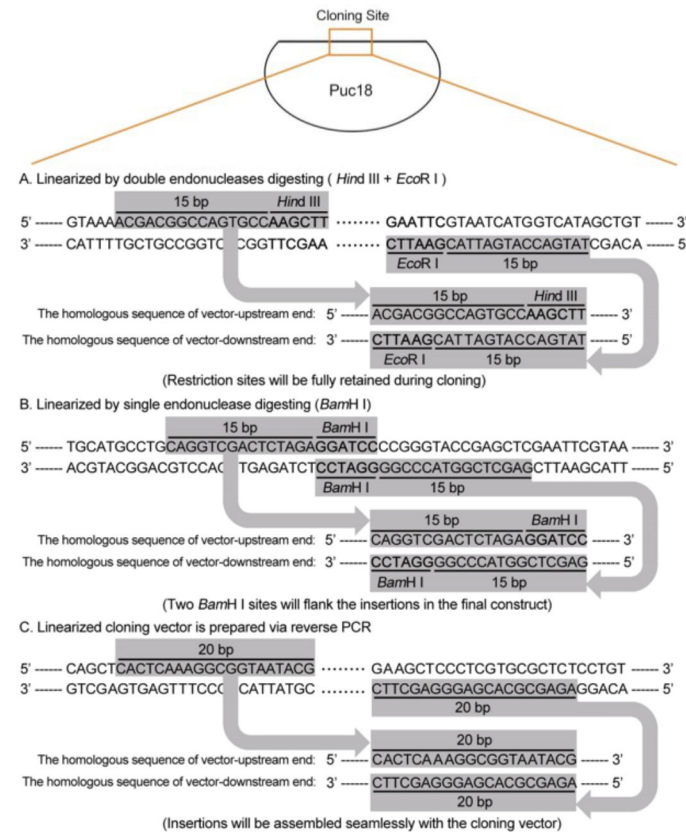 Cloning Site
Puc18
A. Linearized by double endonucleases digesting ( Hind III + EcoR I )
15 bp Hind III
5' ------ GTAAAACGACGGCCAGTGCCAAGCTT ········ GAATTCGTAATCATGGTCATAGCTGT ------ 3'
3' ------ CATTTTGCTGCCGGTC CGGTTCGAA ········ CTTAAGCATTAGTACCAGTATCGACA ------ 5
EcoR I 15 bp
15 bp Hind III
The homologous sequence of vector-upstream end: 5' ------ ACGACGGCCAGTGCCAAGCTT ------ 3'
The homologous sequence of vector-downstream end: 3' ------ CTTAAGCATTAGTACCAGTAT ------ 5'
EcoR I 15 bp
(Restriction sites will be fully retained during cloning)
B. Linearized by single endonuclease digesting (BamH I)
15 bp BamH I
5' ------ TGCATGCCTGCAGGTCGACTCTAGAGGATCCCCGGGTACCGAGCTCGAATTCGTAA ------ 3'
3' ------ ACGTACGGACGTCCAG TGAGATCTCCTAGGGGCCCATGGCTCGAGCTTAAGCATT ------ 5'
BamH I 15 bp
15 bp BamH I
The homologous sequence of vector-upstream end: 5' ------ CAGGTCGACTCTAGAGGATCC ------ 3'
The homologous sequence of vector-downstream end: 3' ------ CCTAGGGGCCCATGGCTCGAG ------ 5'
BamH I 15 bp
(Two BamH I sites will flank the insertions in the final construct)
C. Linearized cloning vector is prepared via reverse PCR
20 bp
5' ------ CAGCTCACTCAAAGGCGGTAATACG ········ GAAGCTCCCTCGTGCGCTCTCCTGT ------ 3'
3' ------ GTCGAGTGAGTTTCCG CATTATGC ········ CTTCGAGGGAGCACGCGAGAGGACA ------ 5'
20 bp
20 bp
The homologous sequence of vector-upstream end: 5' ------ CACTCAAAGGCGGTAATACG ------ 3'
The homologous sequence of vector-downstream end: 3' ------ CTTCGAGGGAGCACGCGAGA ------ 5'
20 bp
(Insertions will be assembled seamlessly with the cloning vector)